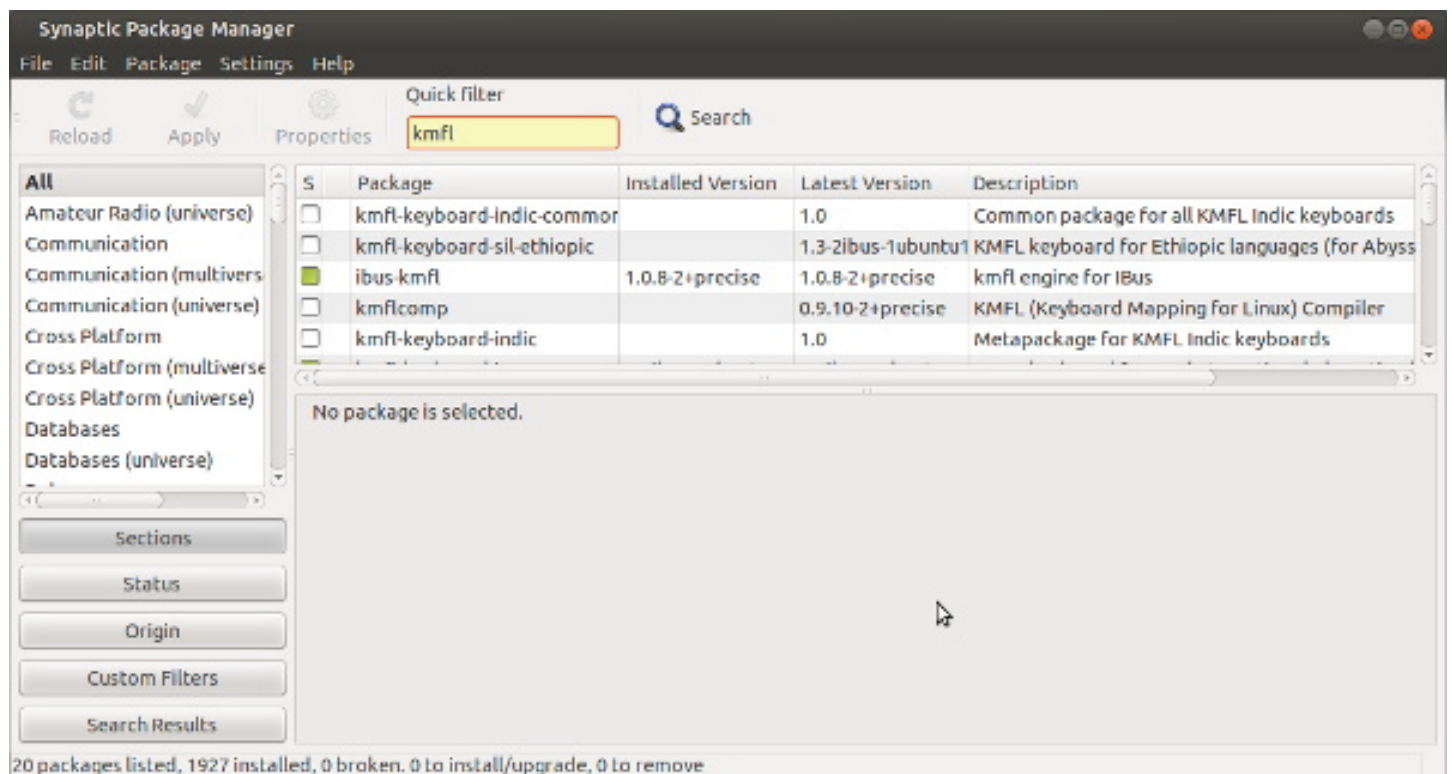 Synaptic Package Manager
File Edit Package Settings Help
Quick filter
Reload Apply Properties kmfl Search
All
Amateur Radio (universe)
Communication
Communication (multivers
Communication (universe)
Cross Platform
Cross Platform (multiverse
Cross Platform (universe)
Databases
Databases (universe)
Sections
Status
Origin
Custom Filters
Search Results
S Package Installed Version Latest Version Description
kmfl-keyboard-indic-common 1.0 Common package for all KMFL Indic keyboards
kmfl-keyboard-sil-ethiopic 1.3-2ibus-1ubuntu1 KMFL keyboard for Ethiopic languages (for Abyss
ibus-kmfl 1.0.8-2+precise 1.0.8-2+precise kmfl engine for IBus
kmflcomp 0.9.10-2+precise KMFL (Keyboard Mapping for Linux) Compiler
kmfl-keyboard-indic 1.0 Metapackage for KMFL Indic keyboards
No package is selected.
20 packages listed, 1927 installed, 0 broken. 0 to install/upgrade, 0 to remove